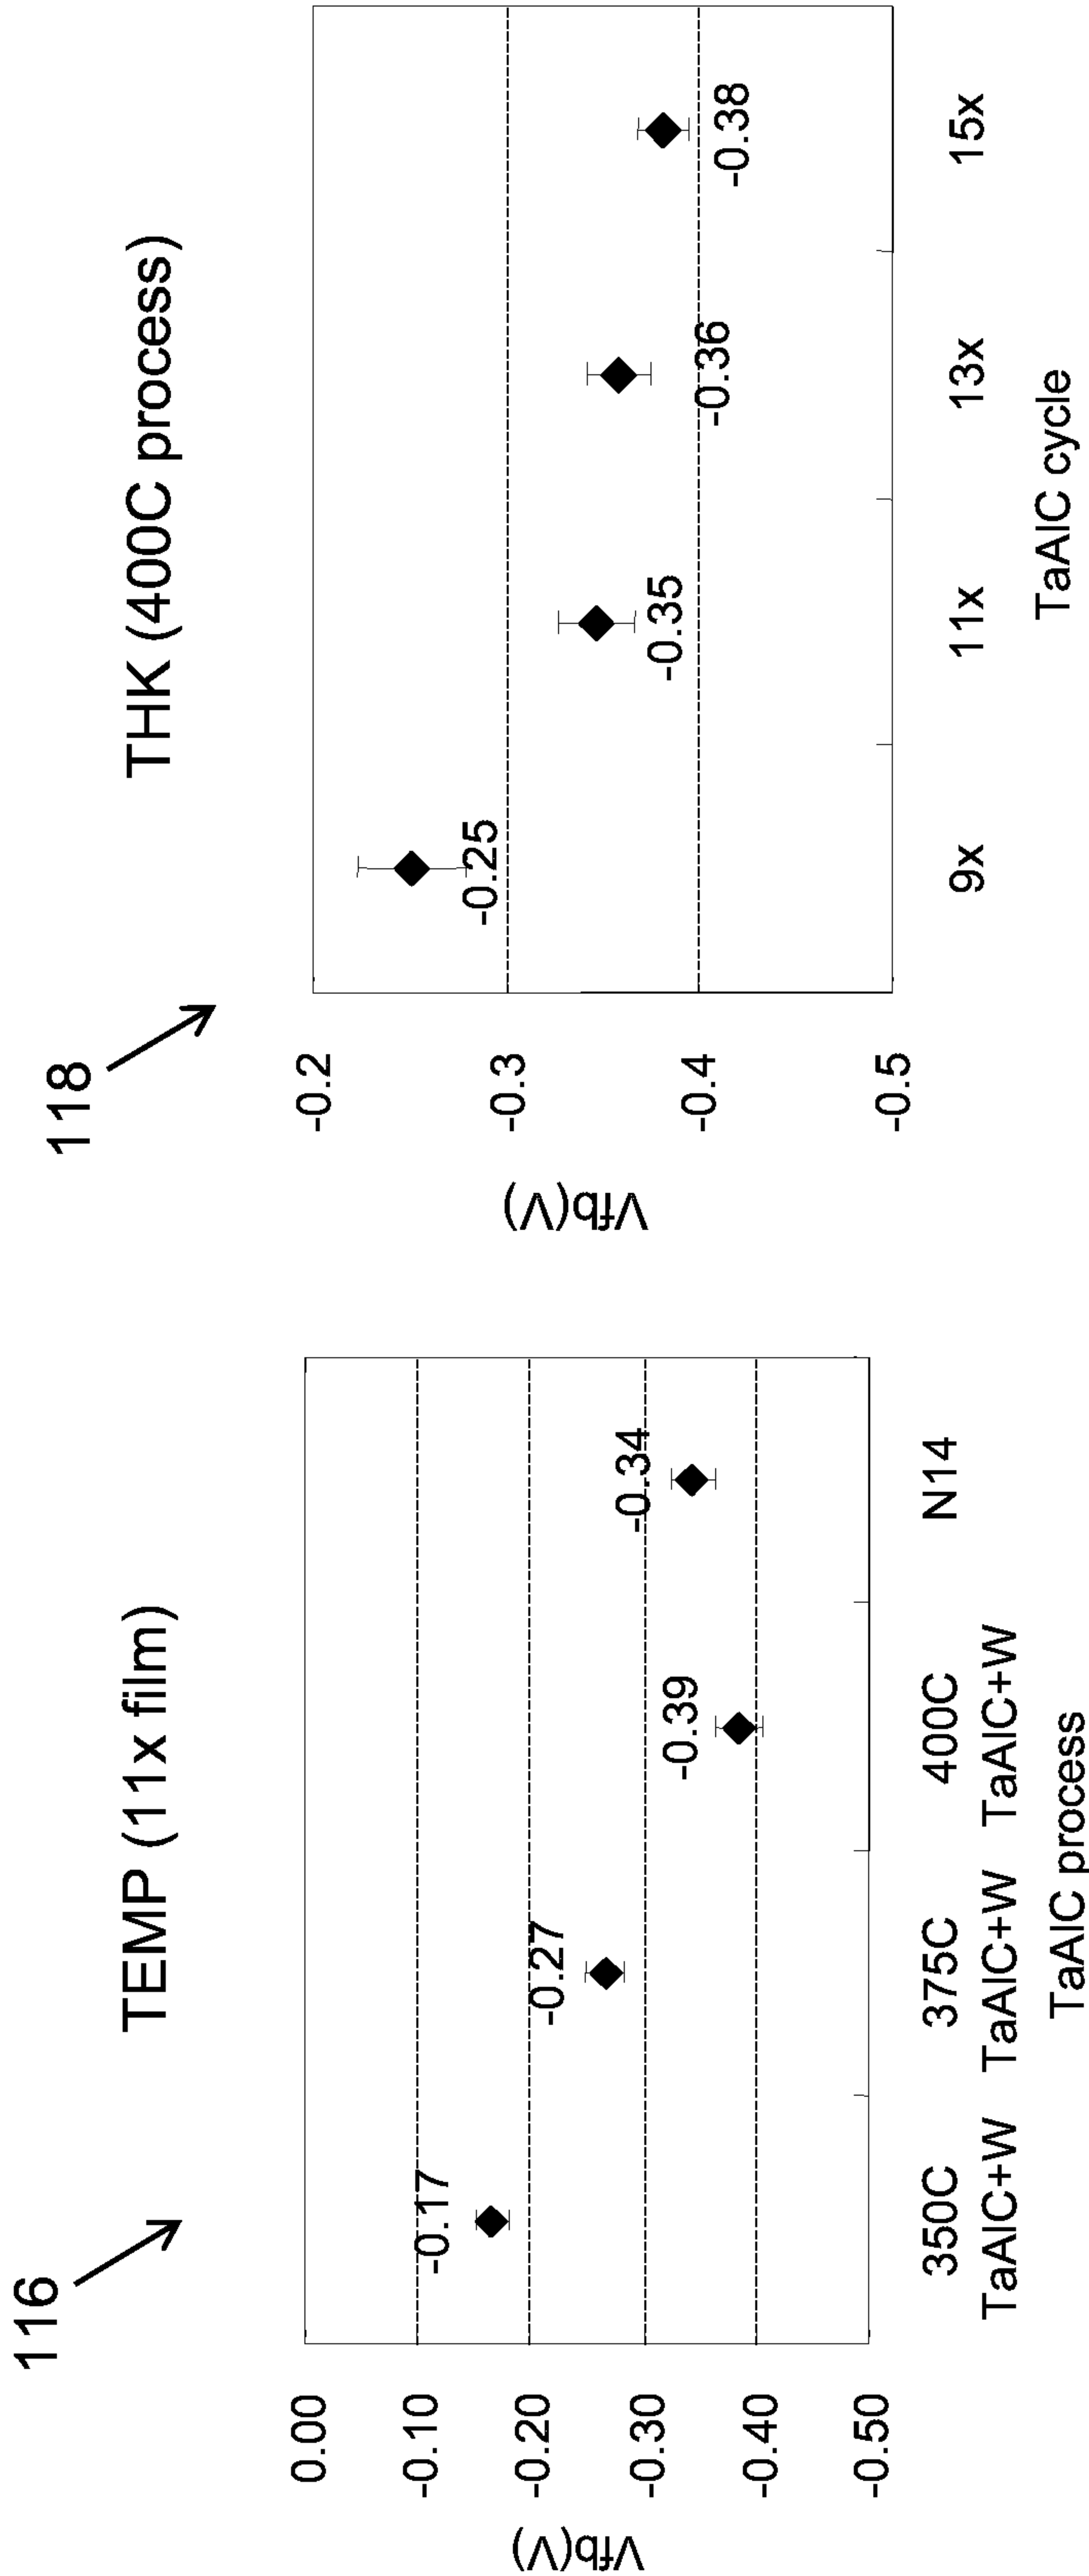 116
TEMP (11x film)
Vfb(V)
0.00
-0.10
-0.20
-0.30
-0.40
-0.50
-0.17
-0.27
-0.39
-0.34
350C 375C 400C N14
TaAlC+W TaAlC+W TaAlC+W
TaAlC process
118
THK (400C process)
Vfb(V)
-0.2
-0.3
-0.4
-0.5
-0.25
-0.35
-0.36
-0.38
9x 11x 13x 15x
TaAlC cycle